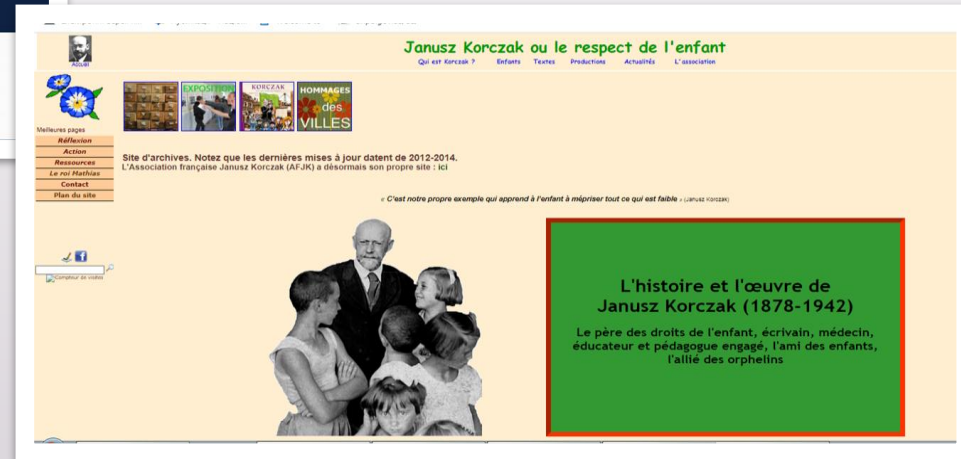 Janusz Korczak ou le respect de l'enfant
Accueil
Qui est Korczak ? Enfants Textes Productions Actualités L'association
EXPOSITION
KORCZAK
HOMMAGES
des
VILLES
Meilleures pages
Réflexion
Action
Ressources
Le roi Mathias
Contact
Plan du site
Site d'archives. Notez que les dernières mises à jour datent de 2012-2014.
L'Association française Janusz Korczak (AFJK) a désormais son propre site : ici
« C'est notre propre exemple qui apprend à l'enfant à mépriser tout ce qui est faible » (Janusz Korczak)
Compteur de visites
L'histoire et l'œuvre de
Janusz Korczak (1878-1942)
Le père des droits de l'enfant, écrivain, médecin,
éducateur et pédagogue engagé, l'ami des enfants,
l'allié des orphelins